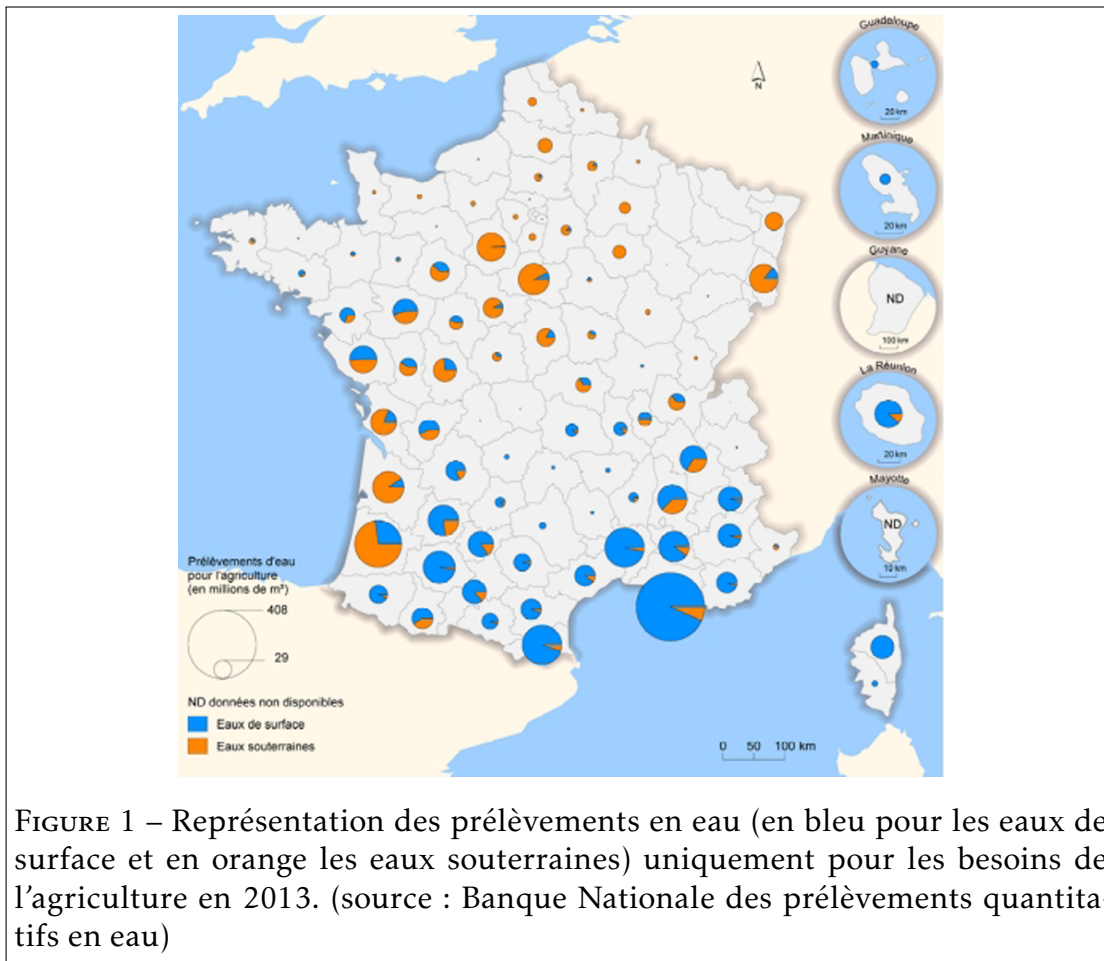 Guadeloupe
20 km
N
Martinique
20 km
Guyane
ND
100 km
La Réunion
20 km
Mayotte
ND
10 km
Prélèvements d'eau
pour l'agriculture
(en millions de m³)
408
29
ND données non disponibles
Eaux de surface
Eaux souterraines
0 50 100 km
FIGURE 1 – Représentation des prélèvements en eau (en bleu pour les eaux de
surface et en orange les eaux souterraines) uniquement pour les besoins de
l'agriculture en 2013. (source : Banque Nationale des prélèvements quantita-
tifs en eau)